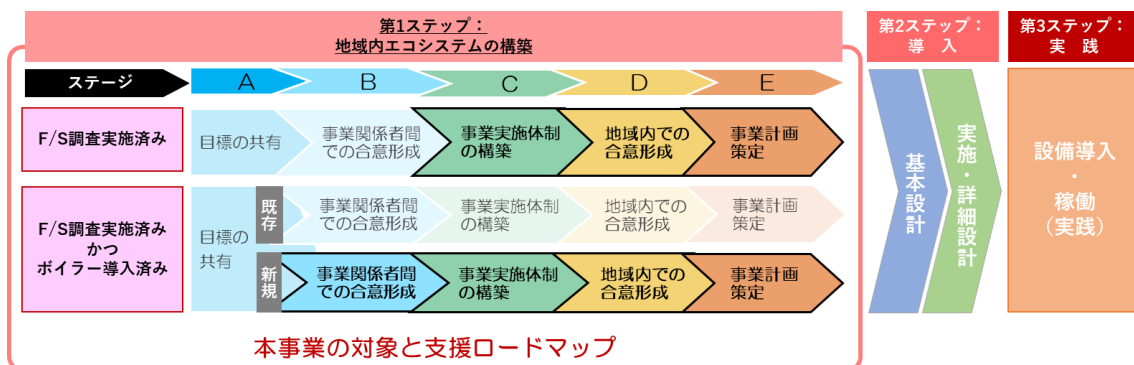 第1ステップ：
地域内エコシステムの構築
第2ステップ：
導 入
第3ステップ：
実 践
ステージ
A
B
C
D
E
F/S調査実施済み
目標の共有
事業関係者間
での合意形成
事業実施体制
の構築
地域内での
合意形成
事業計画
策定
F/S調査実施済み
かつ
ボイラー導入済み
目標の
共有
既存
事業関係者間
での合意形成
事業実施体制
の構築
地域内での
合意形成
事業計画
策定
新規
事業関係者間
での合意形成
事業実施体制
の構築
地域内での
合意形成
事業計画
策定
基本設計
実施・詳細設計
設備導入
・
稼働
（実践）
本事業の対象と支援ロードマップ